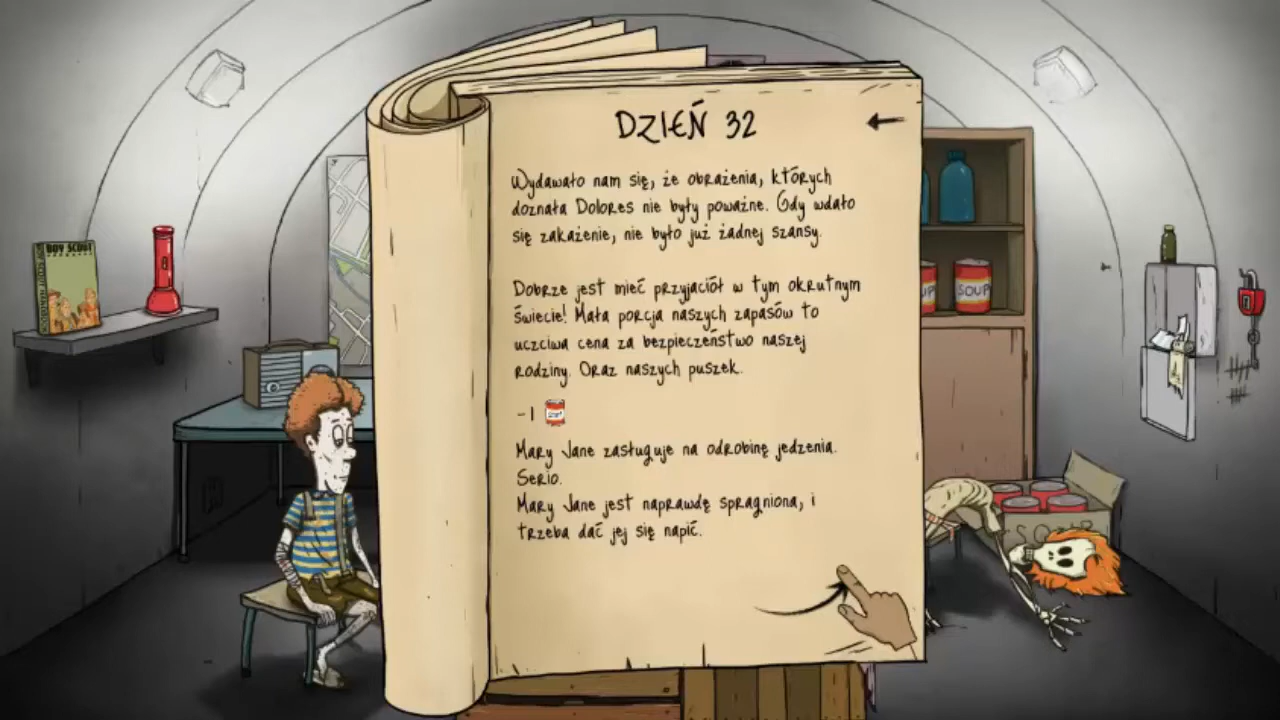 DZIEŃ 32
Wydawało nam się, że obrażenia, których
doznała Dolores nie były poważne. Gdy wdało
się zakażenie, nie było już żadnej szansy.
Dobrze jest mieć przyjaciół w tym okrutnym
świecie! Mała porcja naszych zapasów to
uczciwa cena za bezpieczeństwo naszej
rodziny. Oraz naszych puszek.
-1
Mary Jane zasługuje na odrobinę jedzenia.
Serio.
Mary Jane jest naprawdę spragniona, i
trzeba dać jej się napić.
BOY SCOUT
UP
SOUP